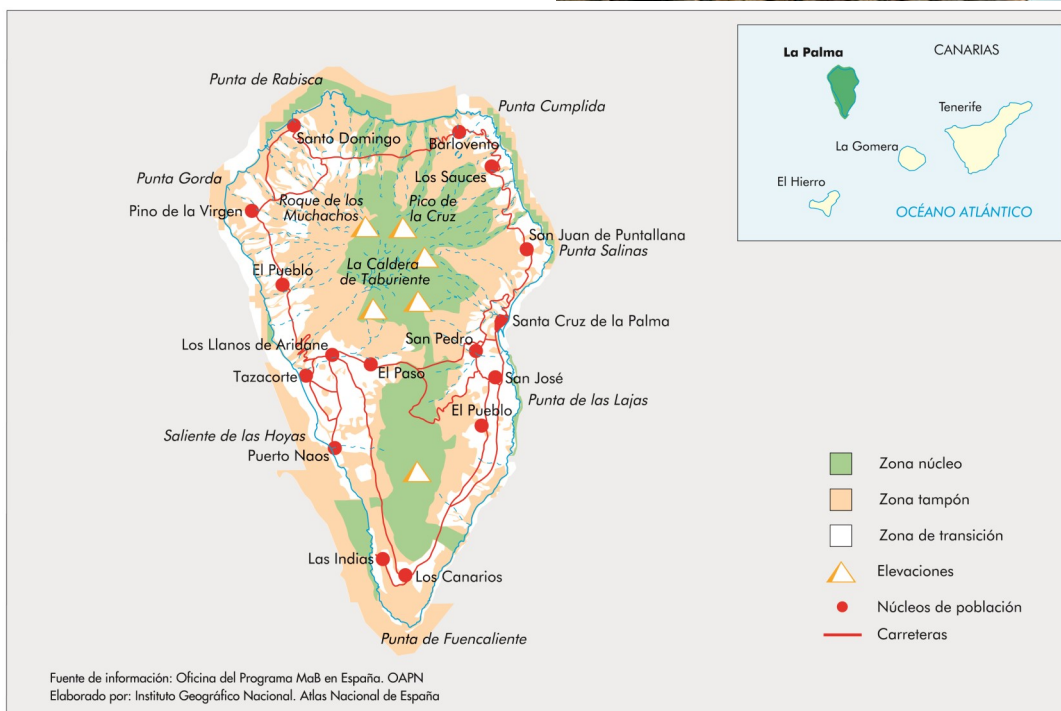 Punta de Rabisca
Punta Cumplida
Santo Domingo
Barlovento
Los Sauces
Punta Gorda
Pino de la Virgen
Roque de los
Muchachos
Pico de
la Cruz
San Juan de Puntallana
Punta Salinas
El Pueblo
La Caldera
de Taburiente
Santa Cruz de la Palma
Los Llanos de Aridane
San Pedro
Tazacorte
El Paso
San José
El Pueblo
Punta de las Lajas
Saliente de las Hoyas
Puerto Naos
Las Indias
Los Canarios
Punta de Fuencaliente
La Palma
CANARIAS
Tenerife
La Gomera
El Hierro
OCÉANO ATLÁNTICO
Zona núcleo
Zona tampón
Zona de transición
Elevaciones
Núcleos de población
Carreteras
Fuente de información: Oficina del Programa MaB en España. OAPN
Elaborado por: Instituto Geográfico Nacional. Atlas Nacional de España